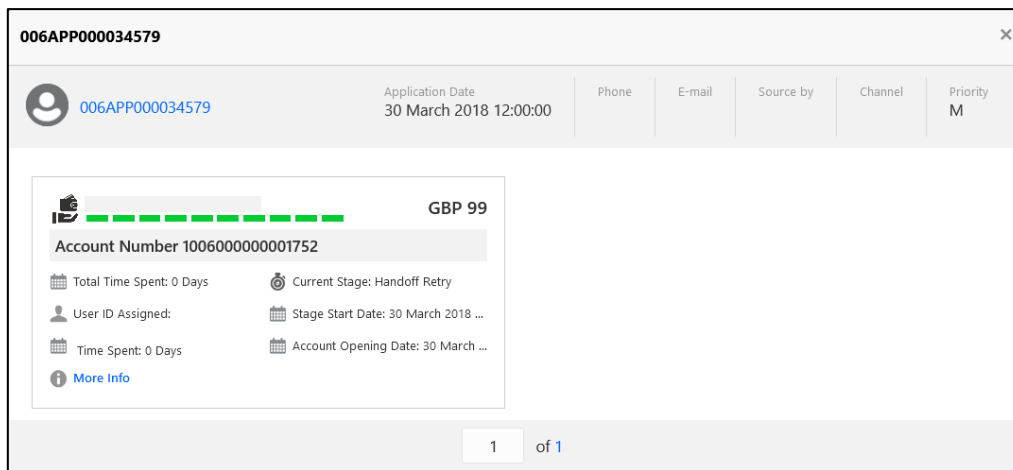 006APP000034579
×
006APP000034579
Application Date
30 March 2018 12:00:00
Phone
E-mail
Source by
Channel
Priority
M
GBP 99
Account Number 1006000000001752
Total Time Spent: 0 Days
Current Stage: Handoff Retry
User ID Assigned:
Stage Start Date: 30 March 2018 ...
Time Spent: 0 Days
Account Opening Date: 30 March ...
More Info
1 of 1